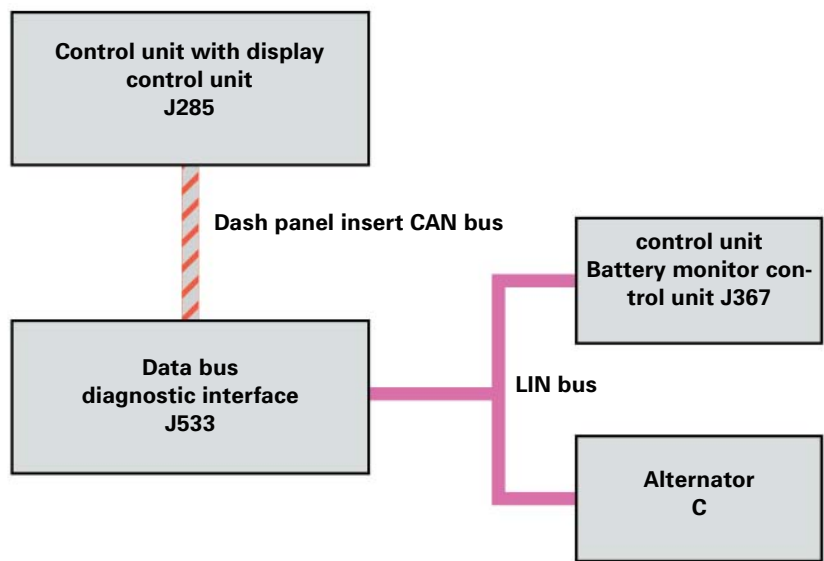 Control unit with display
control unit
J285
Dash panel insert CAN bus
control unit
Battery monitor con-
trol unit J367
Data bus
diagnostic interface
J533
LIN bus
Alternator
C